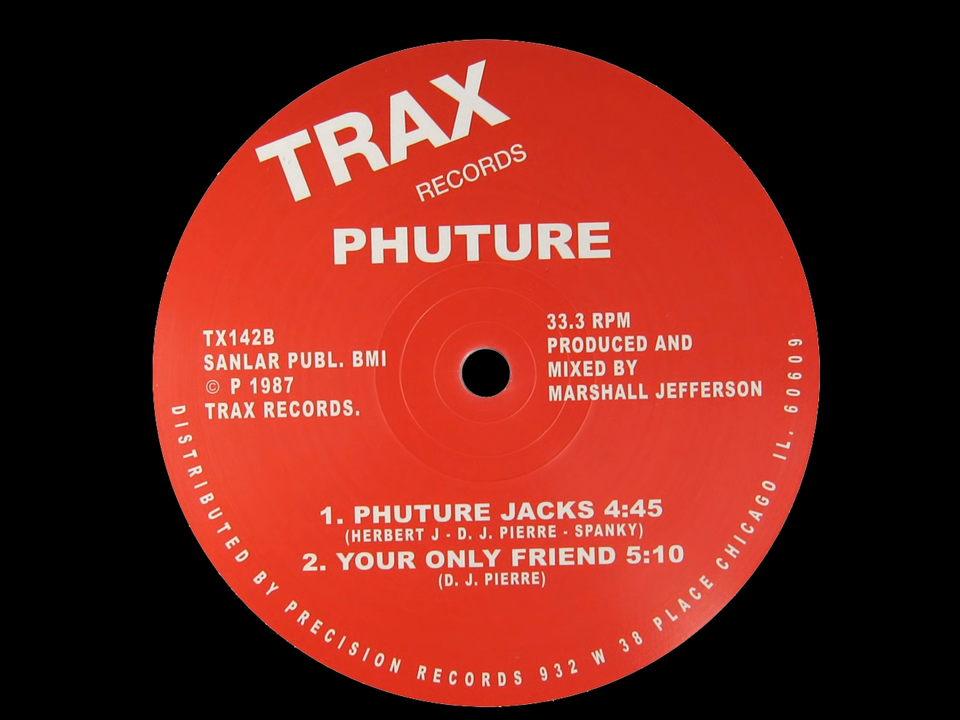 TRAX
RECORDS
PHUTURE
TX142B
SANLAR PUBL. BMI
© P 1987
TRAX RECORDS.
33.3 RPM
PRODUCED AND
MIXED BY
MARSHALL JEFFERSON
1. PHUTURE JACKS 4:45
(HERBERT J - D. J. PIERRE - SPANKY)
2. YOUR ONLY FRIEND 5:10
(D. J. PIERRE)
DISTRIBUTED BY PRECISION RECORDS 932 W 38 PLACE CHICAGO IL. 60609